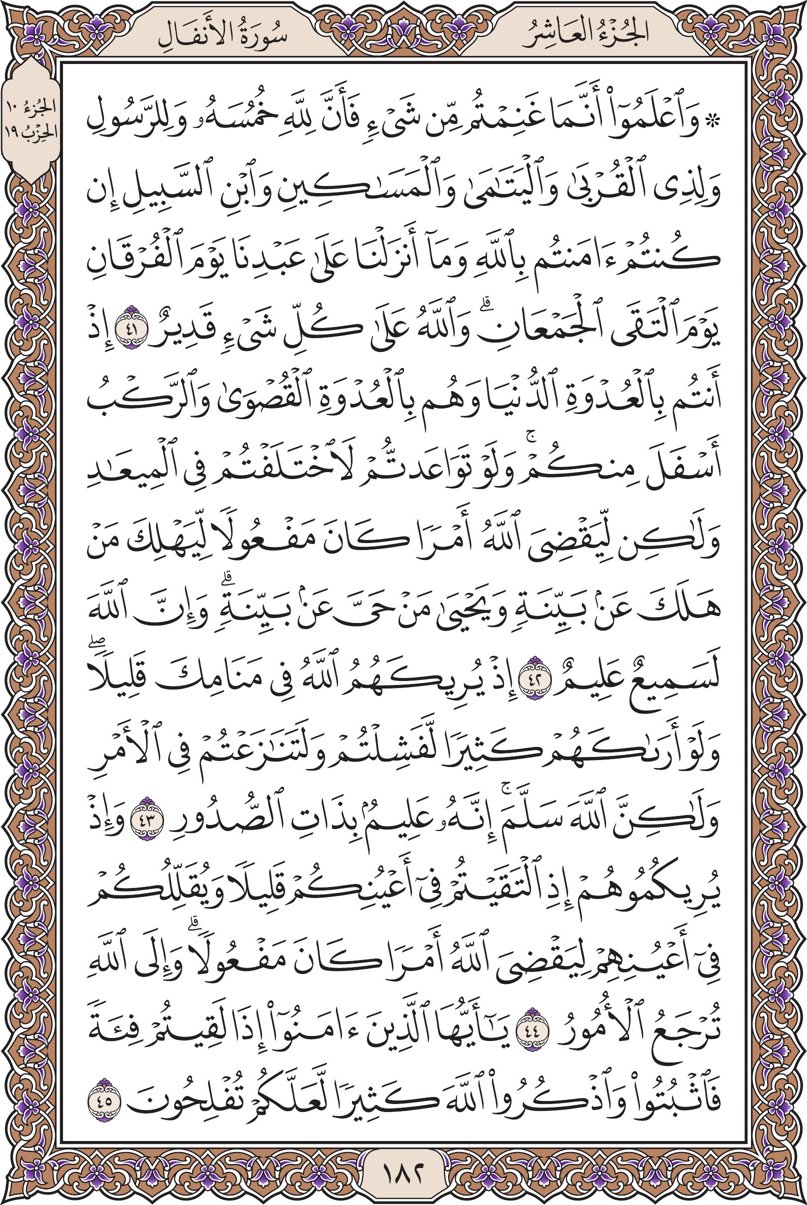 الجُزْءُ العَاشِرُ
سُورَةُ الأَنفَالِ
الجُزءُ ١٠
الحِزْبُ ١٩
۞ وَٱعْلَمُوٓا۟ أَنَّمَا غَنِمْتُم مِّن شَىْءٍ فَأَنَّ لِلَّهِ خُمُسَهُۥ وَلِلرَّسُولِ
وَلِذِى ٱلْقُرْبَىٰ وَٱلْيَتَـٰمَىٰ وَٱلْمَسَـٰكِينِ وَٱبْنِ ٱلسَّبِيلِ إِن
كُنتُمْ ءَامَنتُم بِٱللَّهِ وَمَآ أَنزَلْنَا عَلَىٰ عَبْدِنَا يَوْمَ ٱلْفُرْقَانِ
يَوْمَ ٱلْتَقَى ٱلْجَمْعَانِ ۗ وَٱللَّهُ عَلَىٰ كُلِّ شَىْءٍ قَدِيرٌ ٤١ إِذْ
أَنتُم بِٱلْعُدْوَةِ ٱلدُّنْيَا وَهُم بِٱلْعُدْوَةِ ٱلْقُصْوَىٰ وَٱلرَّكْبُ
أَسْفَلَ مِنكُمْ ۚ وَلَوْ تَوَاعَدتُّمْ لَٱخْتَلَفْتُمْ فِى ٱلْمِيعَـٰدِ
وَلَـٰكِن لِّيَقْضِىَ ٱللَّهُ أَمْرًا كَانَ مَفْعُولًا لِّيَهْلِكَ مَنْ
هَلَكَ عَنۢ بَيِّنَةٍ وَيَحْيَىٰ مَنْ حَىَّ عَنۢ بَيِّنَةٍ ۗ وَإِنَّ ٱللَّهَ
لَسَمِيعٌ عَلِيمٌ ٤٢ إِذْ يُرِيكَهُمُ ٱللَّهُ فِى مَنَامِكَ قَلِيلًا ۖ
وَلَوْ أَرَىٰكَهُمْ كَثِيرًا لَّفَشِلْتُمْ وَلَتَنَـٰزَعْتُمْ فِى ٱلْأَمْرِ
وَلَـٰكِنَّ ٱللَّهَ سَلَّمَ ۚ إِنَّهُۥ عَلِيمٌۢ بِذَاتِ ٱلصُّدُورِ ٤٣ وَإِذْ
يُرِيكُمُوهُمْ إِذِ ٱلْتَقَيْتُمْ فِىٓ أَعْيُنِكُمْ قَلِيلًا وَيُقَلِّلُكُمْ
فِىٓ أَعْيُنِهِمْ لِيَقْضِىَ ٱللَّهُ أَمْرًا كَانَ مَفْعُولًا ۗ وَإِلَى ٱللَّهِ
تُرْجَعُ ٱلْأُمُورُ ٤٤ يَـٰٓأَيُّهَا ٱلَّذِينَ ءَامَنُوٓا۟ إِذَا لَقِيتُمْ فِئَةً
فَٱثْبُتُوا۟ وَٱذْكُرُوا۟ ٱللَّهَ كَثِيرًا لَّعَلَّكُمْ تُفْلِحُونَ ٤٥
١٨٢